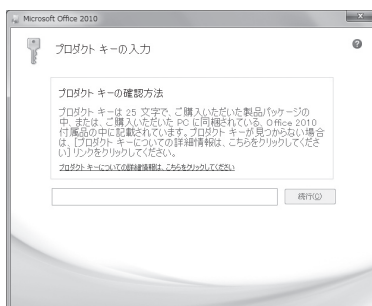 Microsoft Office 2010
プロダクト キーの入力
プロダクト キーの確認方法
プロダクト キーは 25 文字で、ご購入いただいた製品パッケージの
中、または、ご購入いただいた PC に同梱されている、Office 2010
付属品の中に記載されています。プロダクト キーが見つからない場合
は、[プロダクト キーについての詳細情報は、こちらをクリックしてくださ
い] リンクをクリックしてください。
プロダクト キーについての詳細情報は、こちらをクリックしてください
続行(C)